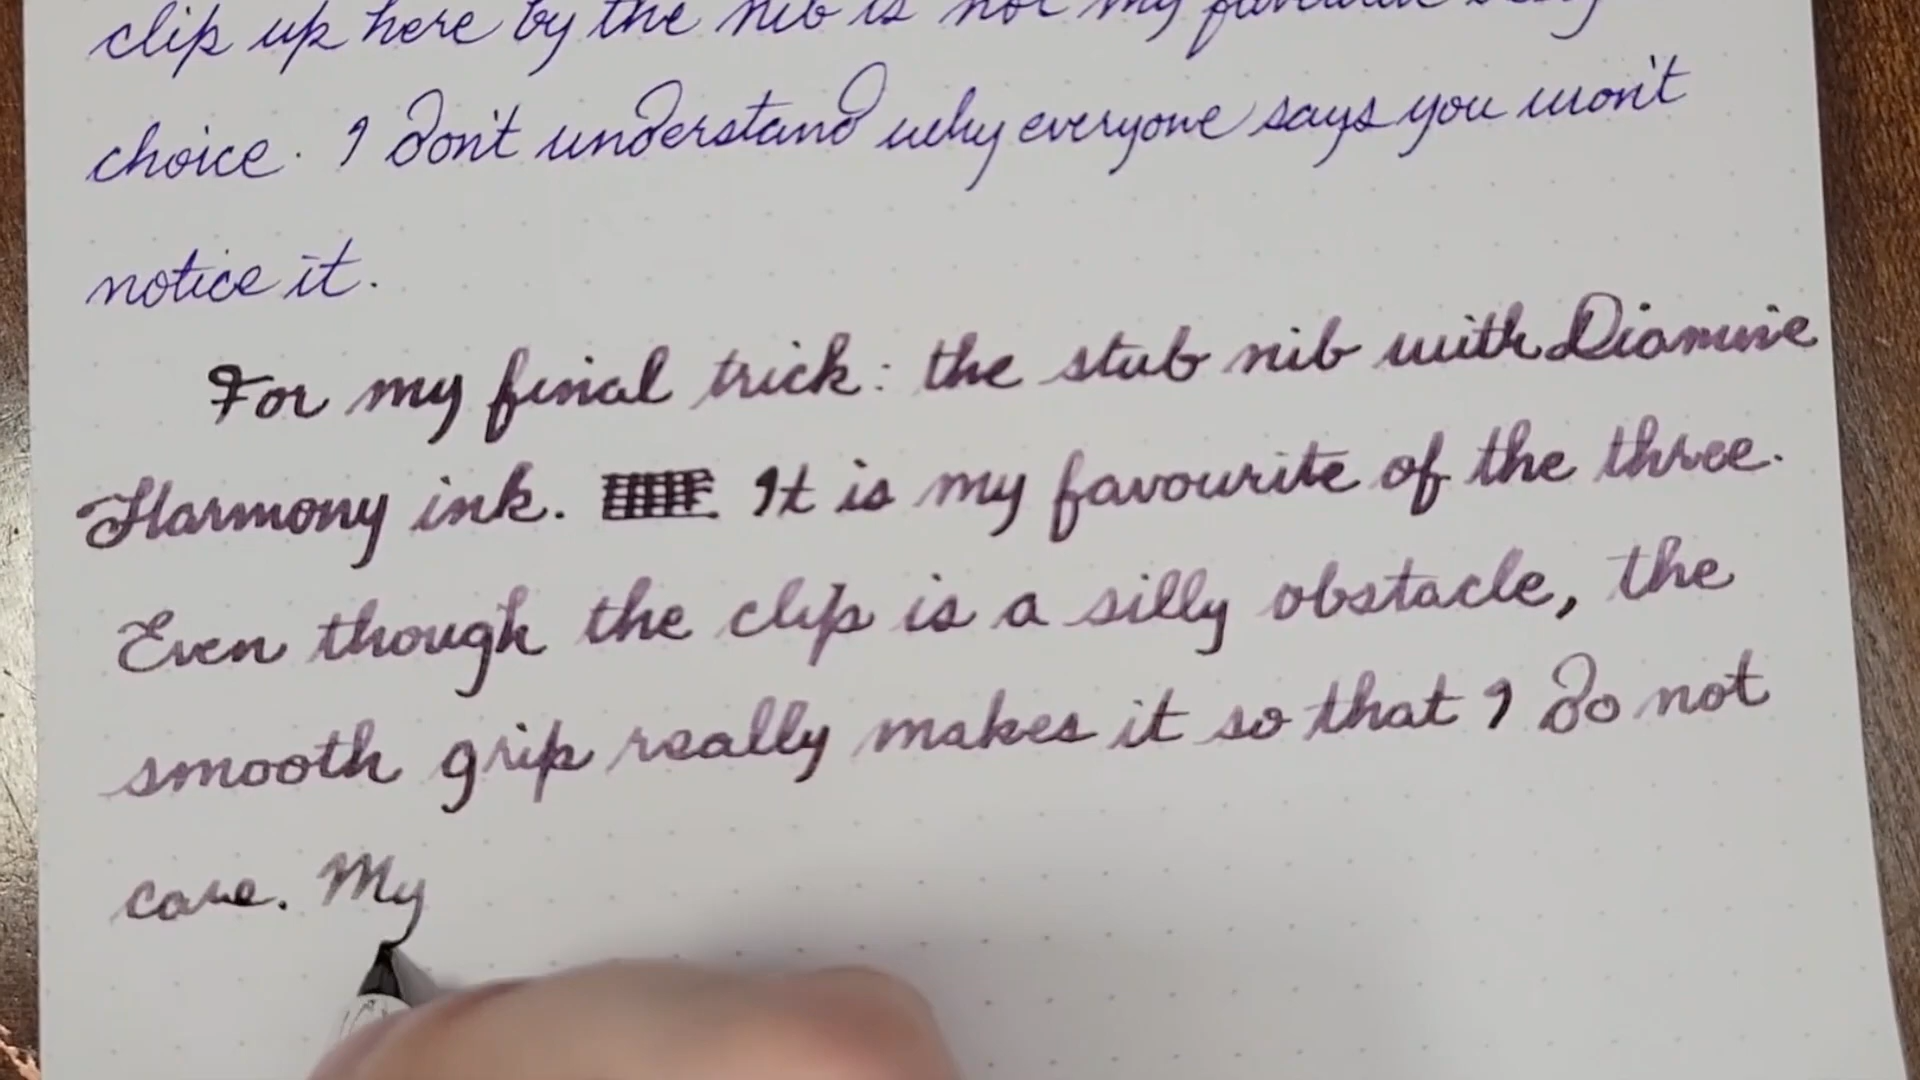 clip up here by the nib is not my favourite
choice. I don't understand why everyone says you won't
notice it.
For my final trick: the stub nib with Diamine
Harmony ink. It is my favourite of the three.
Even though the clip is a silly obstacle, the
smooth grip really makes it so that I do not
care. My